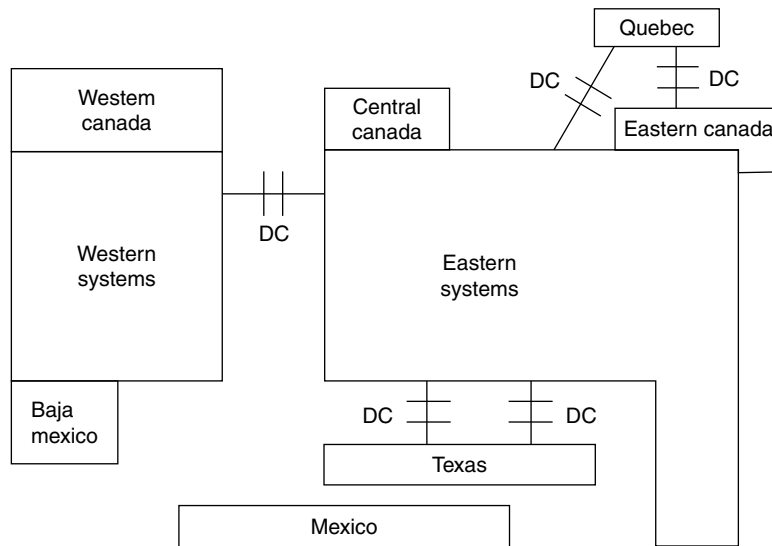 Quebec
DC
DC
Westem
canada
Central
canada
Eastern canada
DC
Western
systems
Eastern
systems
Baja
mexico
DC
DC
Texas
Mexico